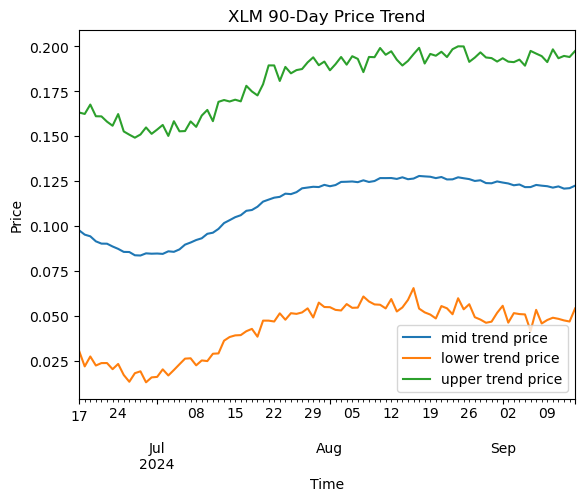 XLM 90-Day Price Trend
Price
0.200
0.175
0.150
0.125
0.100
0.075
0.050
0.025
mid trend price
lower trend price
upper trend price
17 24 08 15 22 29 05 12 19 26 02 09
Jul Aug Sep
2024
Time